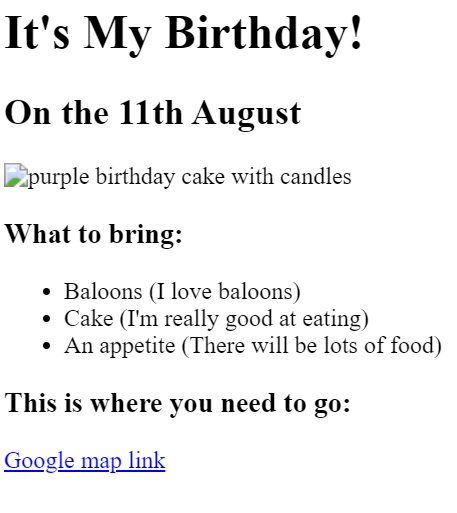 It's My Birthday!
On the 11th August
purple birthday cake with candles
What to bring:
Baloons (I love baloons)
Cake (I'm really good at eating)
An appetite (There will be lots of food)
This is where you need to go:
Google map link